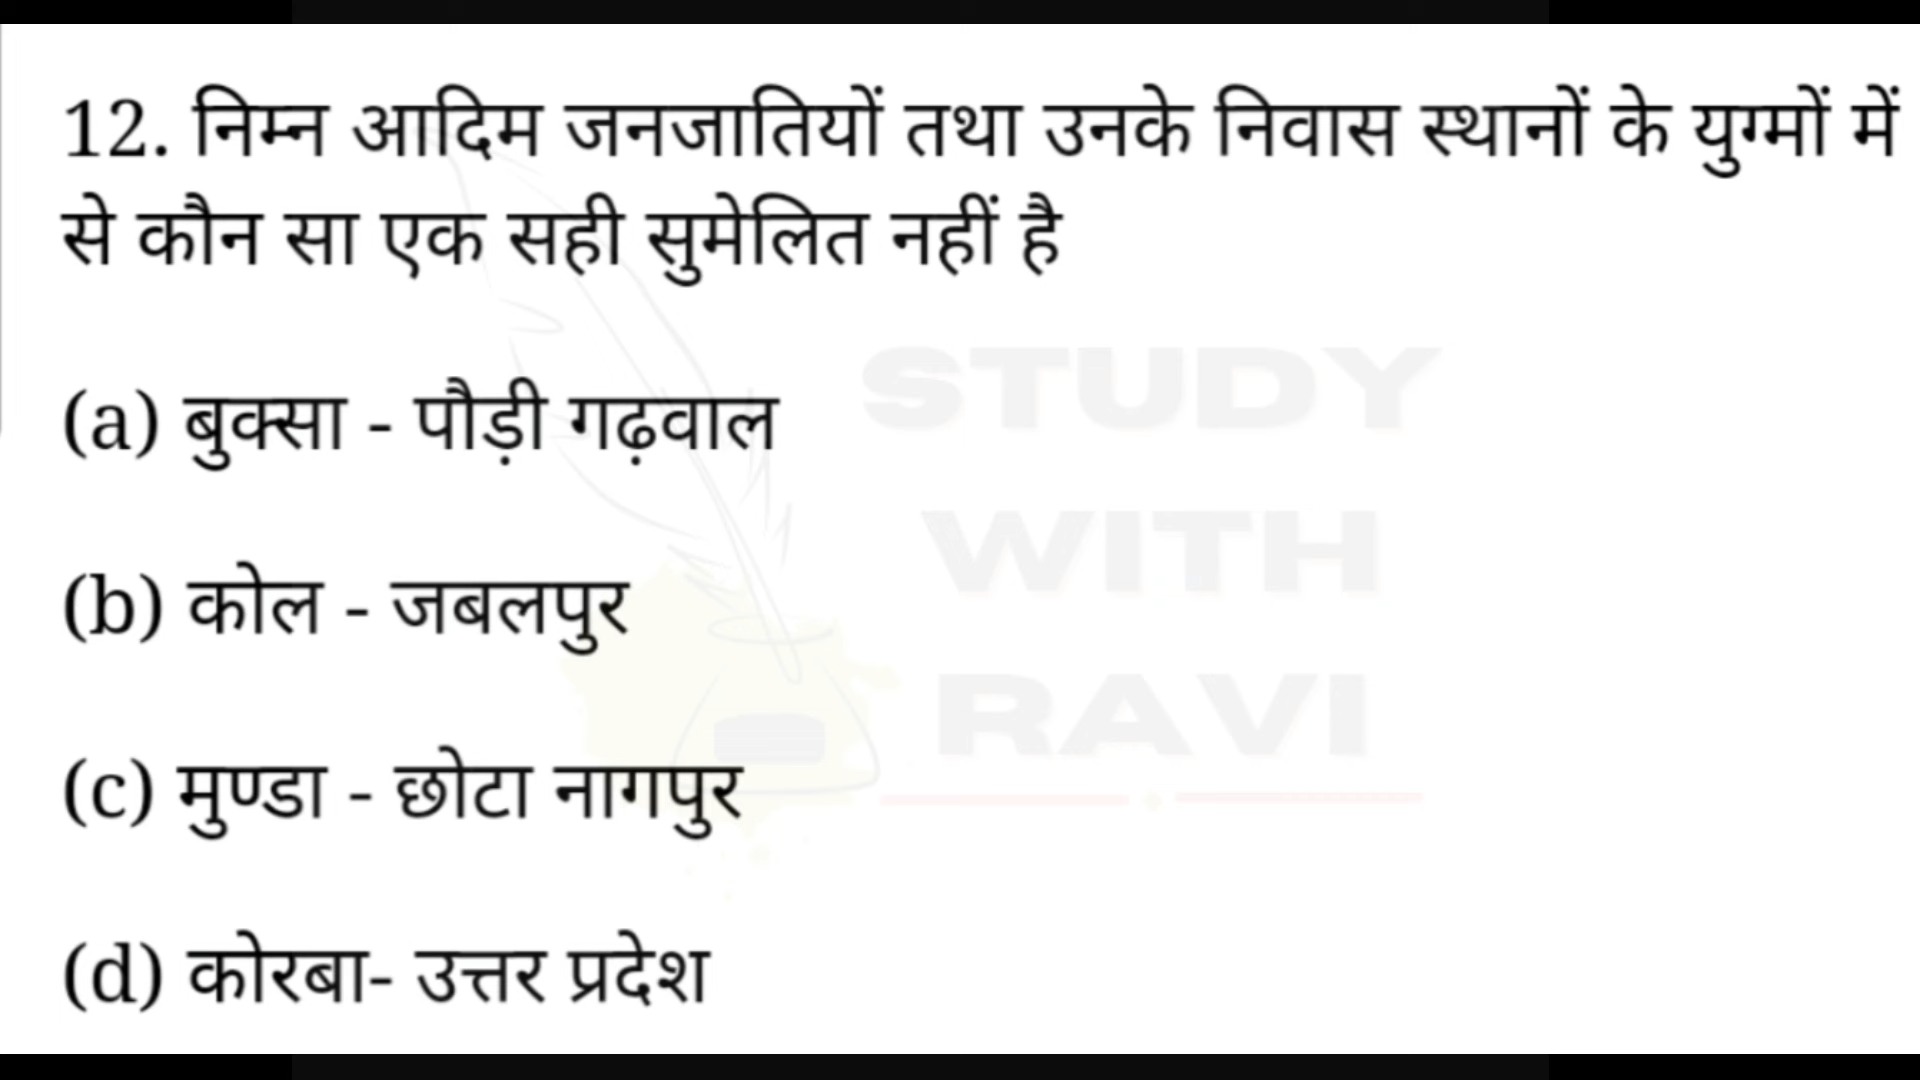 12. निम्न आदिम जनजातियों तथा उनके निवास स्थानों के युग्मों में
से कौन सा एक सही सुमेलित नहीं है
(a) बुक्सा - पौड़ी गढ़वाल
(b) कोल - जबलपुर
(c) मुण्डा - छोटा नागपुर
(d) कोरबा- उत्तर प्रदेश
STUDY
WITH
RAVI